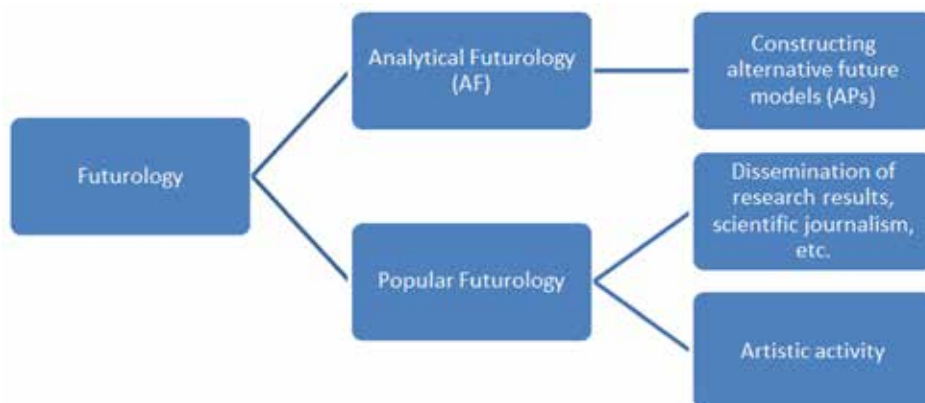 Futurology
Analytical Futurology
(AF)
Constructing
alternative future
models (APs)
Popular Futurology
Dissemination of
research results,
scientific journalism,
etc.
Artistic activity